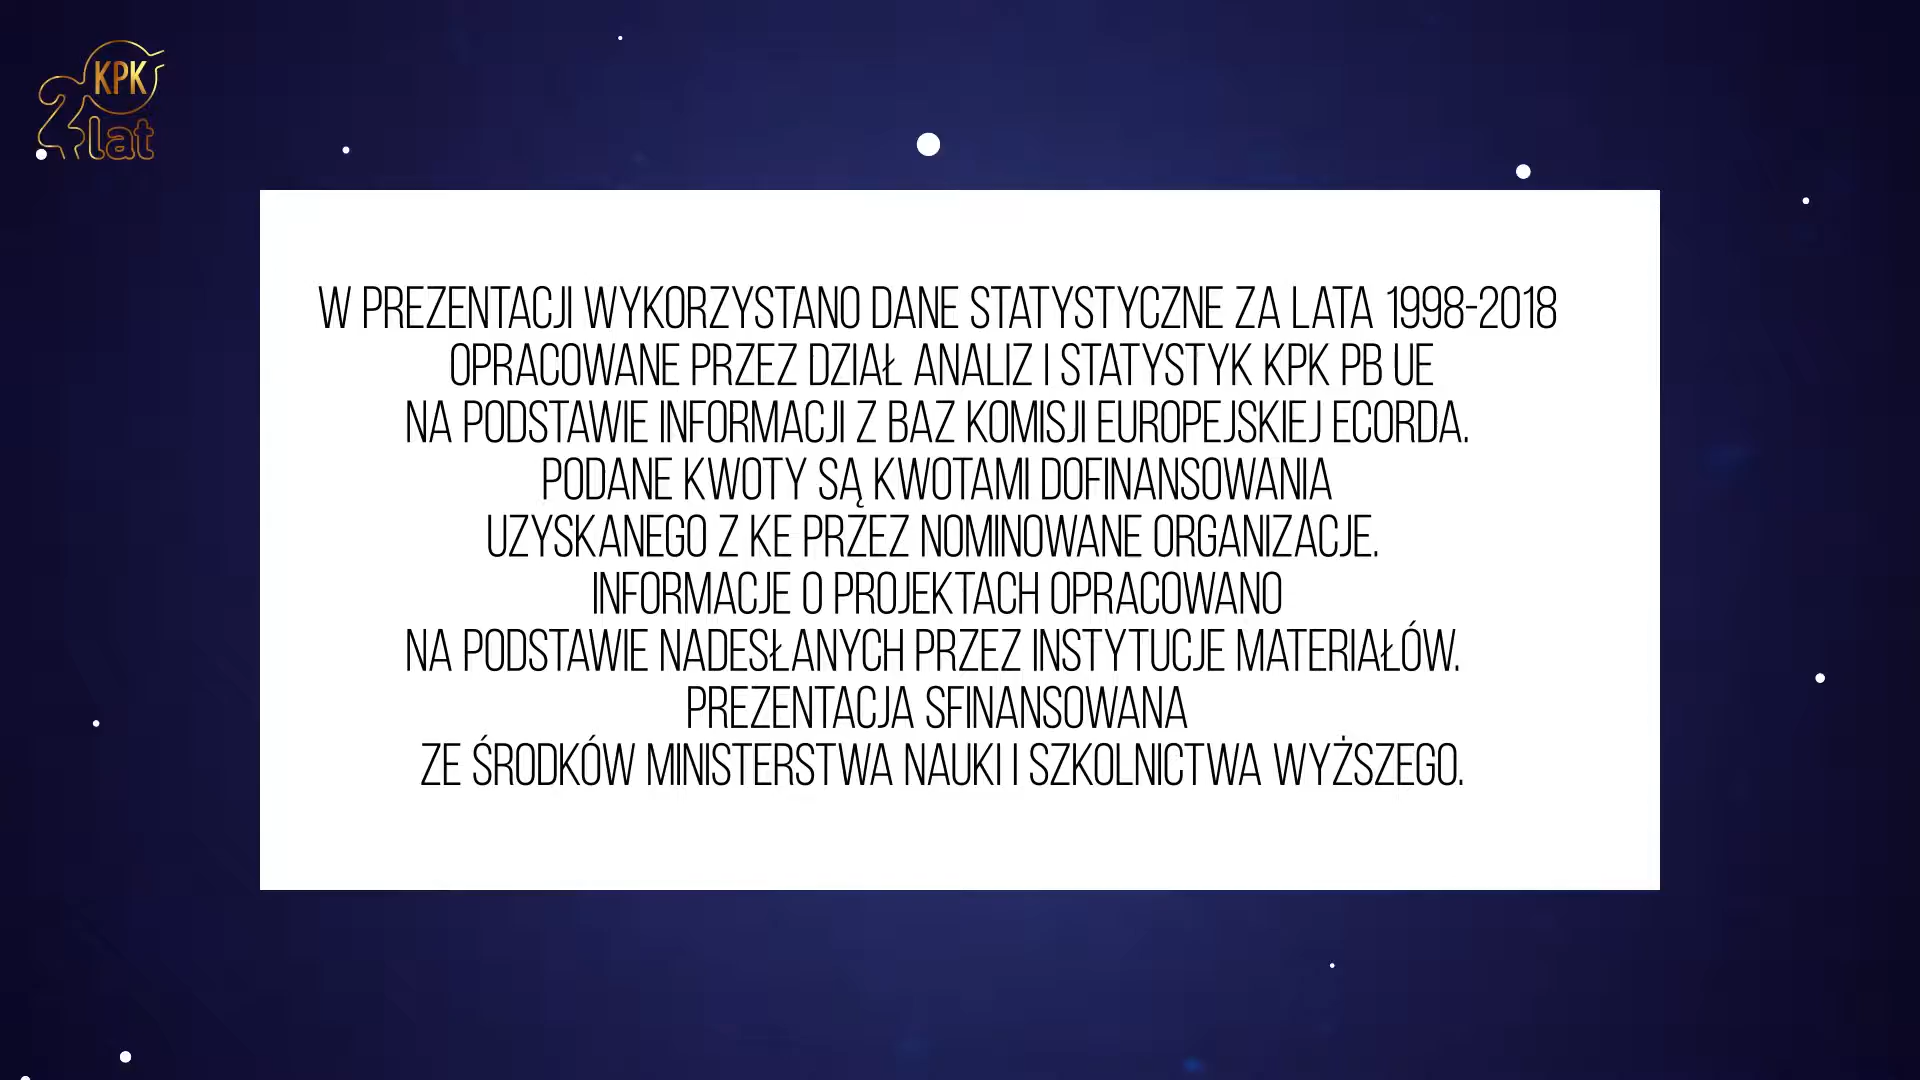 KPK
lat
W PREZENTACJI WYKORZYSTANO DANE STATYSTYCZNE ZA LATA 1998-2018
OPRACOWANE PRZEZ DZIAŁ ANALIZ I STATYSTYK KPK PB UE
NA PODSTAWIE INFORMACJI Z BAZ KOMISJI EUROPEJSKIEJ ECORDA.
PODANE KWOTY SĄ KWOTAMI DOFINANSOWANIA
UZYSKANEGO Z KE PRZEZ NOMINOWANE ORGANIZACJE.
INFORMACJE O PROJEKTACH OPRACOWANO
NA PODSTAWIE NADESŁANYCH PRZEZ INSTYTUCJE MATERIAŁÓW.
PREZENTACJA SFINANSOWANA
ZE ŚRODKÓW MINISTERSTWA NAUKI I SZKOLNICTWA WYŻSZEGO.